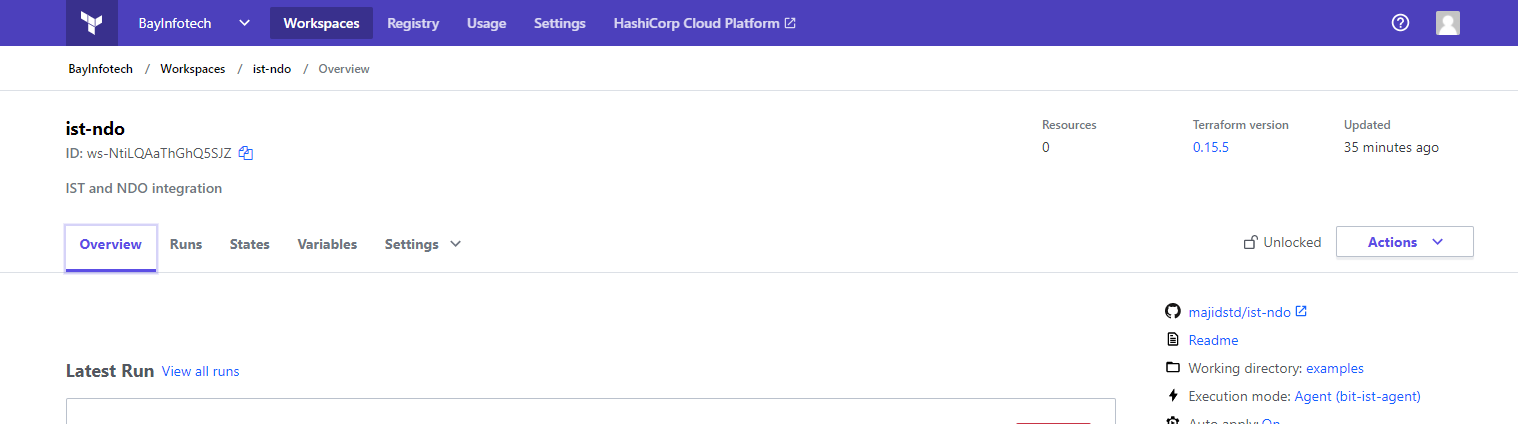 BayInfotech Workspaces Registry Usage Settings HashiCorp Cloud Platform
BayInfotech / Workspaces / ist-ndo / Overview
ist-ndo
ID: ws-NtiLQAaThGhQ5SJZ
IST and NDO integration
Resources
0
Terraform version
0.15.5
Updated
35 minutes ago
Overview Runs States Variables Settings
Unlocked Actions
majidstd/ist-ndo
Readme
Working directory: examples
Execution mode: Agent (bit-ist-agent)
Auto apply: On
Latest Run View all runs